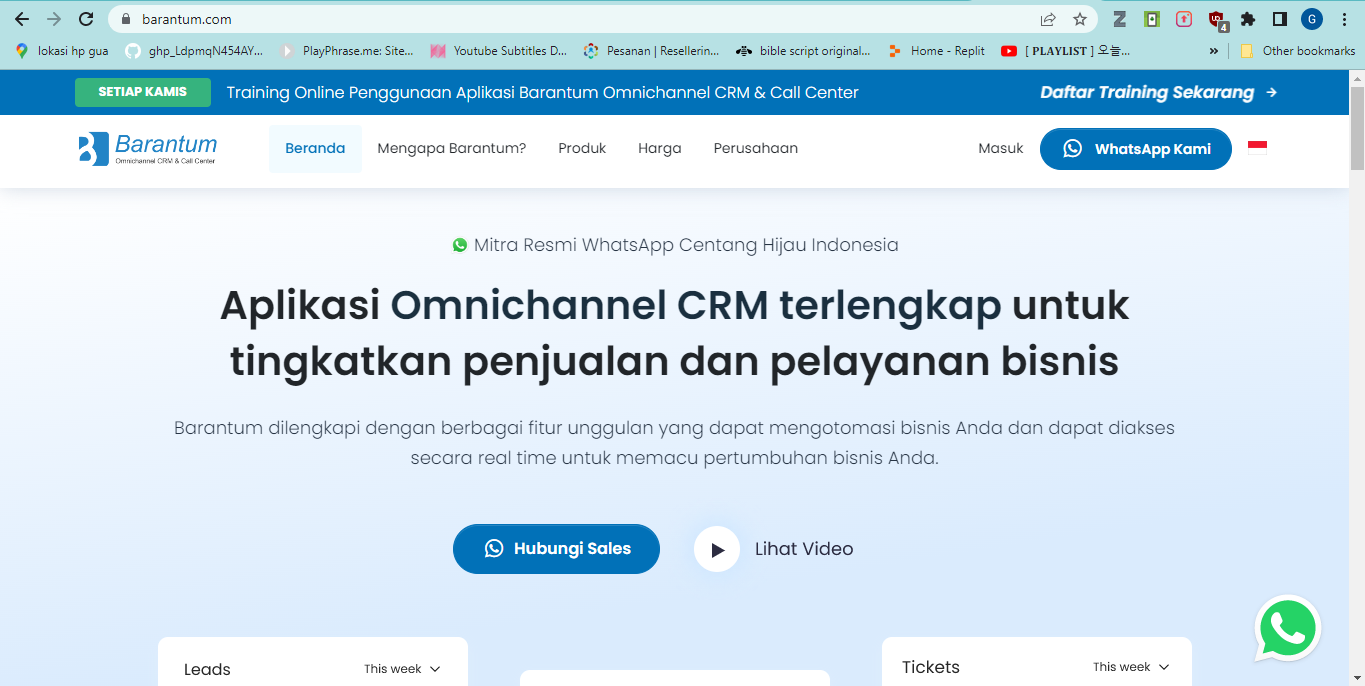 barantum.com
G
4
lokasi hp gua
ghp_LdpmqN454AY...
PlayPhrase.me: Site...
Youtube Subtitles D...
Pesanan | Resellerin...
bible script original...
Home - Replit
[ PLAYLIST ] 오늘...
»
Other bookmarks
SETIAP KAMIS
Training Online Penggunaan Aplikasi Barantum Omnichannel CRM & Call Center
Daftar Training Sekarang →
Barantum
Omnichannel CRM & Call Center
Beranda
Mengapa Barantum?
Produk
Harga
Perusahaan
Masuk
WhatsApp Kami
Mitra Resmi WhatsApp Centang Hijau Indonesia
Aplikasi Omnichannel CRM terlengkap untuk
tingkatkan penjualan dan pelayanan bisnis
Barantum dilengkapi dengan berbagai fitur unggulan yang dapat mengotomasi bisnis Anda dan dapat diakses
secara real time untuk memacu pertumbuhan bisnis Anda.
Hubungi Sales
Lihat Video
Leads
This week
Tickets
This week